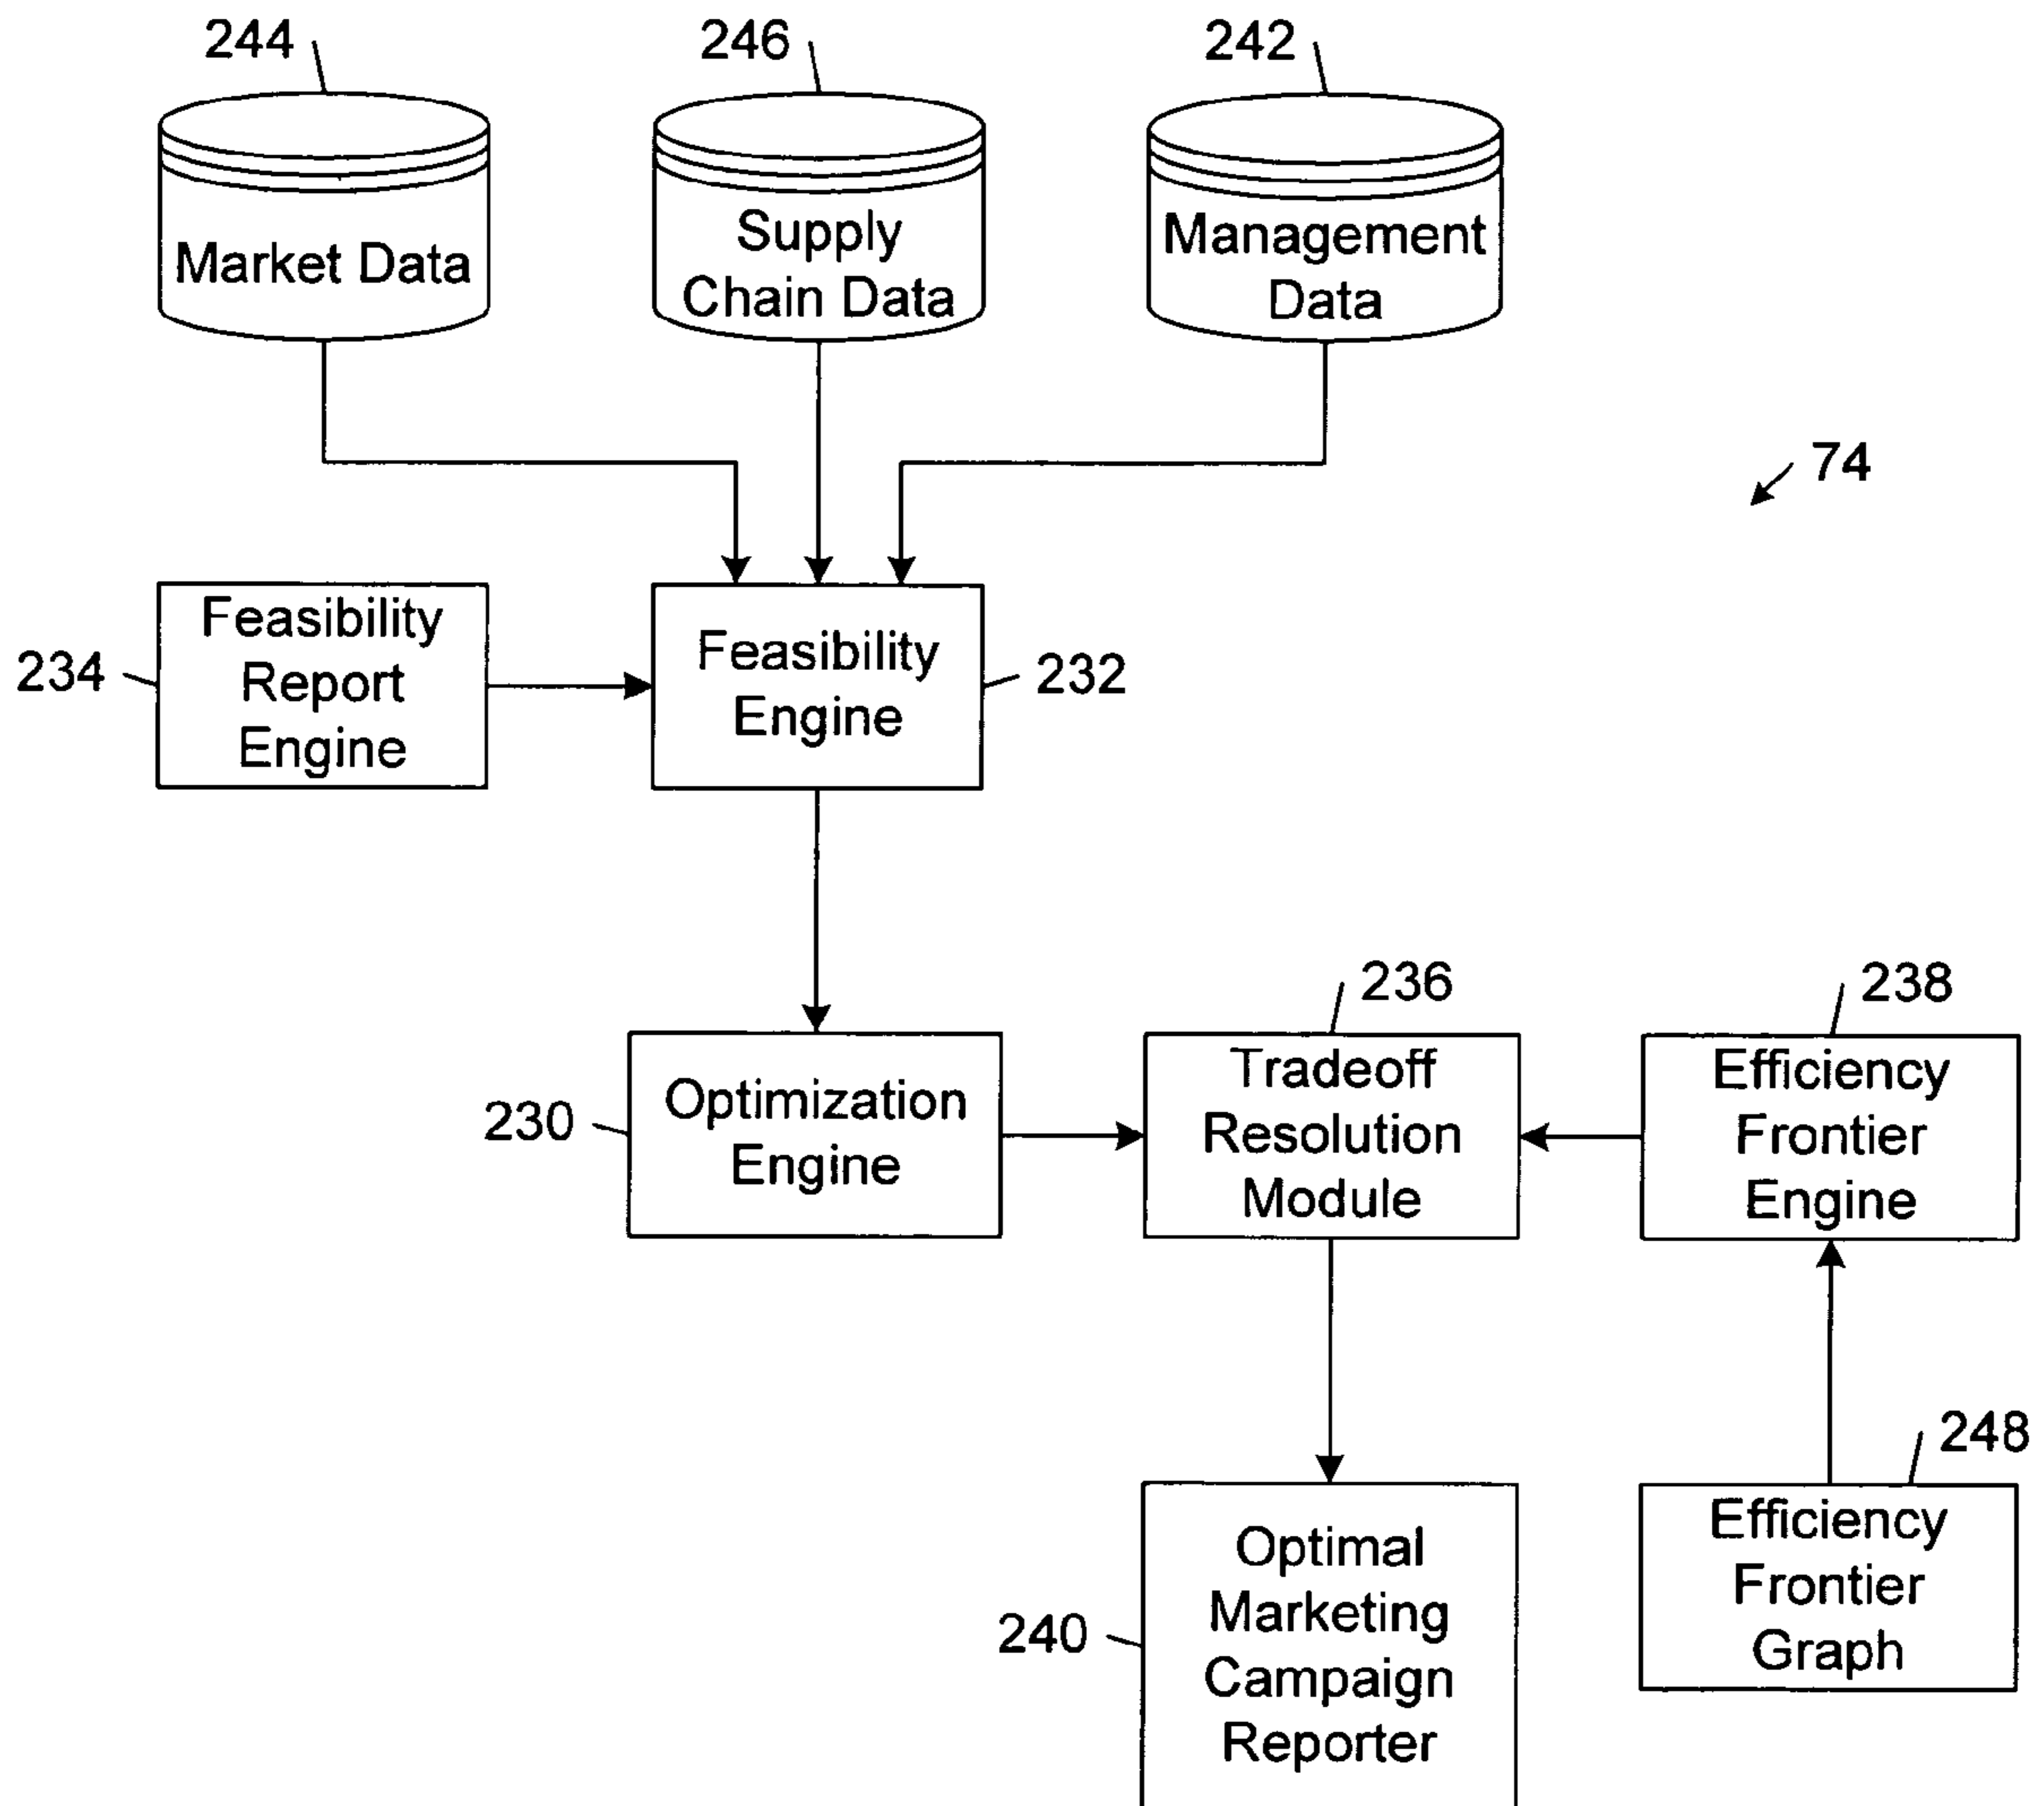 244
246
242
Market Data
Supply
Chain Data
Management
Data
74
234
Feasibility
Report
Engine
Feasibility
Engine
232
230
Optimization
Engine
236
Tradeoff
Resolution
Module
238
Efficiency
Frontier
Engine
240
Optimal
Marketing
Campaign
Reporter
248
Efficiency
Frontier
Graph